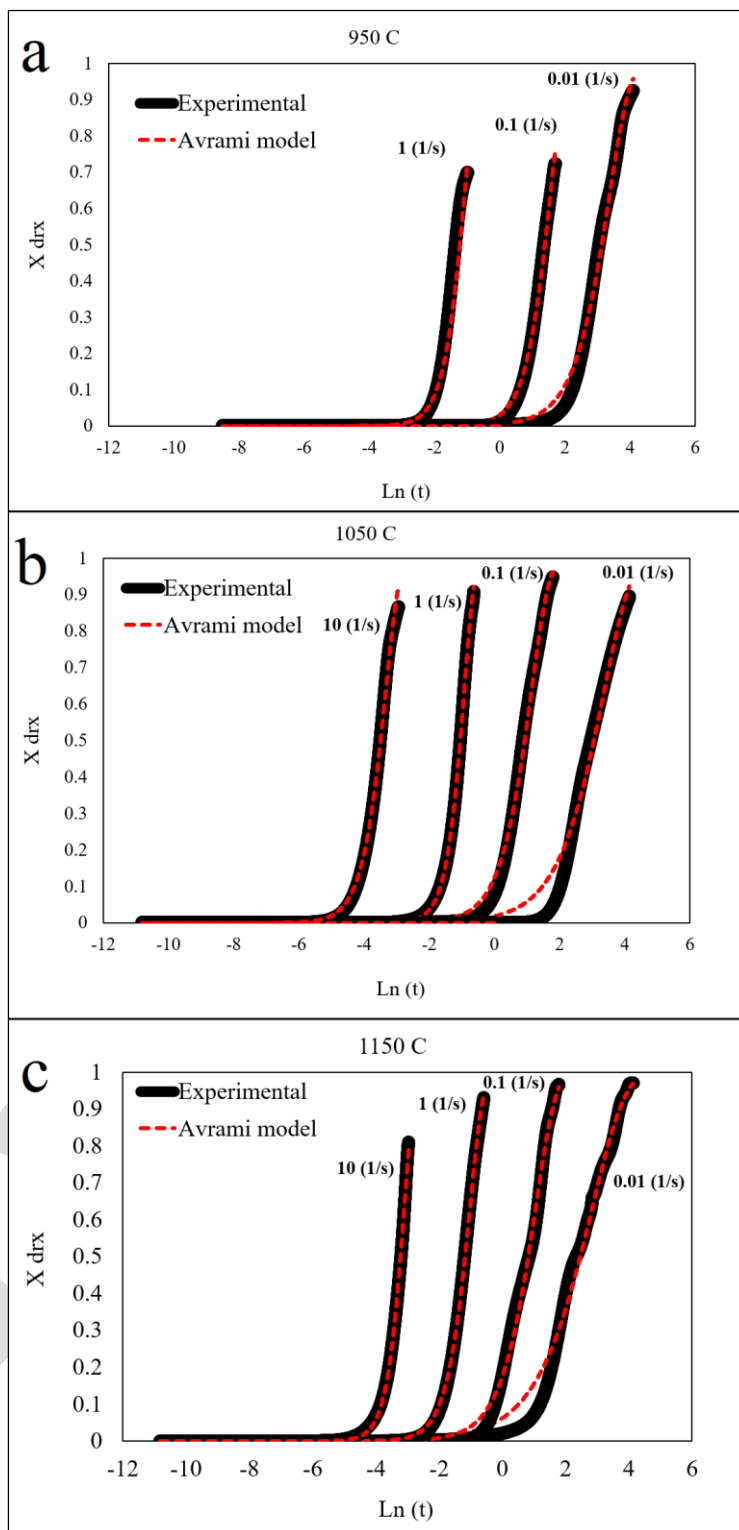 a
950 C
1
0.9
0.8
0.7
0.6
0.5
0.4
0.3
0.2
0.1
0
X drx
Experimental
Avrami model
1 (1/s)
0.1 (1/s)
0.01 (1/s)
-12 -10 -8 -6 -4 -2 0 2 4 6
Ln (t)
b
1050 C
1
0.9
0.8
0.7
0.6
0.5
0.4
0.3
0.2
0.1
0
X drx
Experimental
Avrami model
10 (1/s)
1 (1/s)
0.1 (1/s)
0.01 (1/s)
-12 -10 -8 -6 -4 -2 0 2 4 6
Ln (t)
c
1150 C
1
0.9
0.8
0.7
0.6
0.5
0.4
0.3
0.2
0.1
0
X drx
Experimental
Avrami model
10 (1/s)
1 (1/s)
0.1 (1/s)
0.01 (1/s)
-12 -10 -8 -6 -4 -2 0 2 4 6
Ln (t)